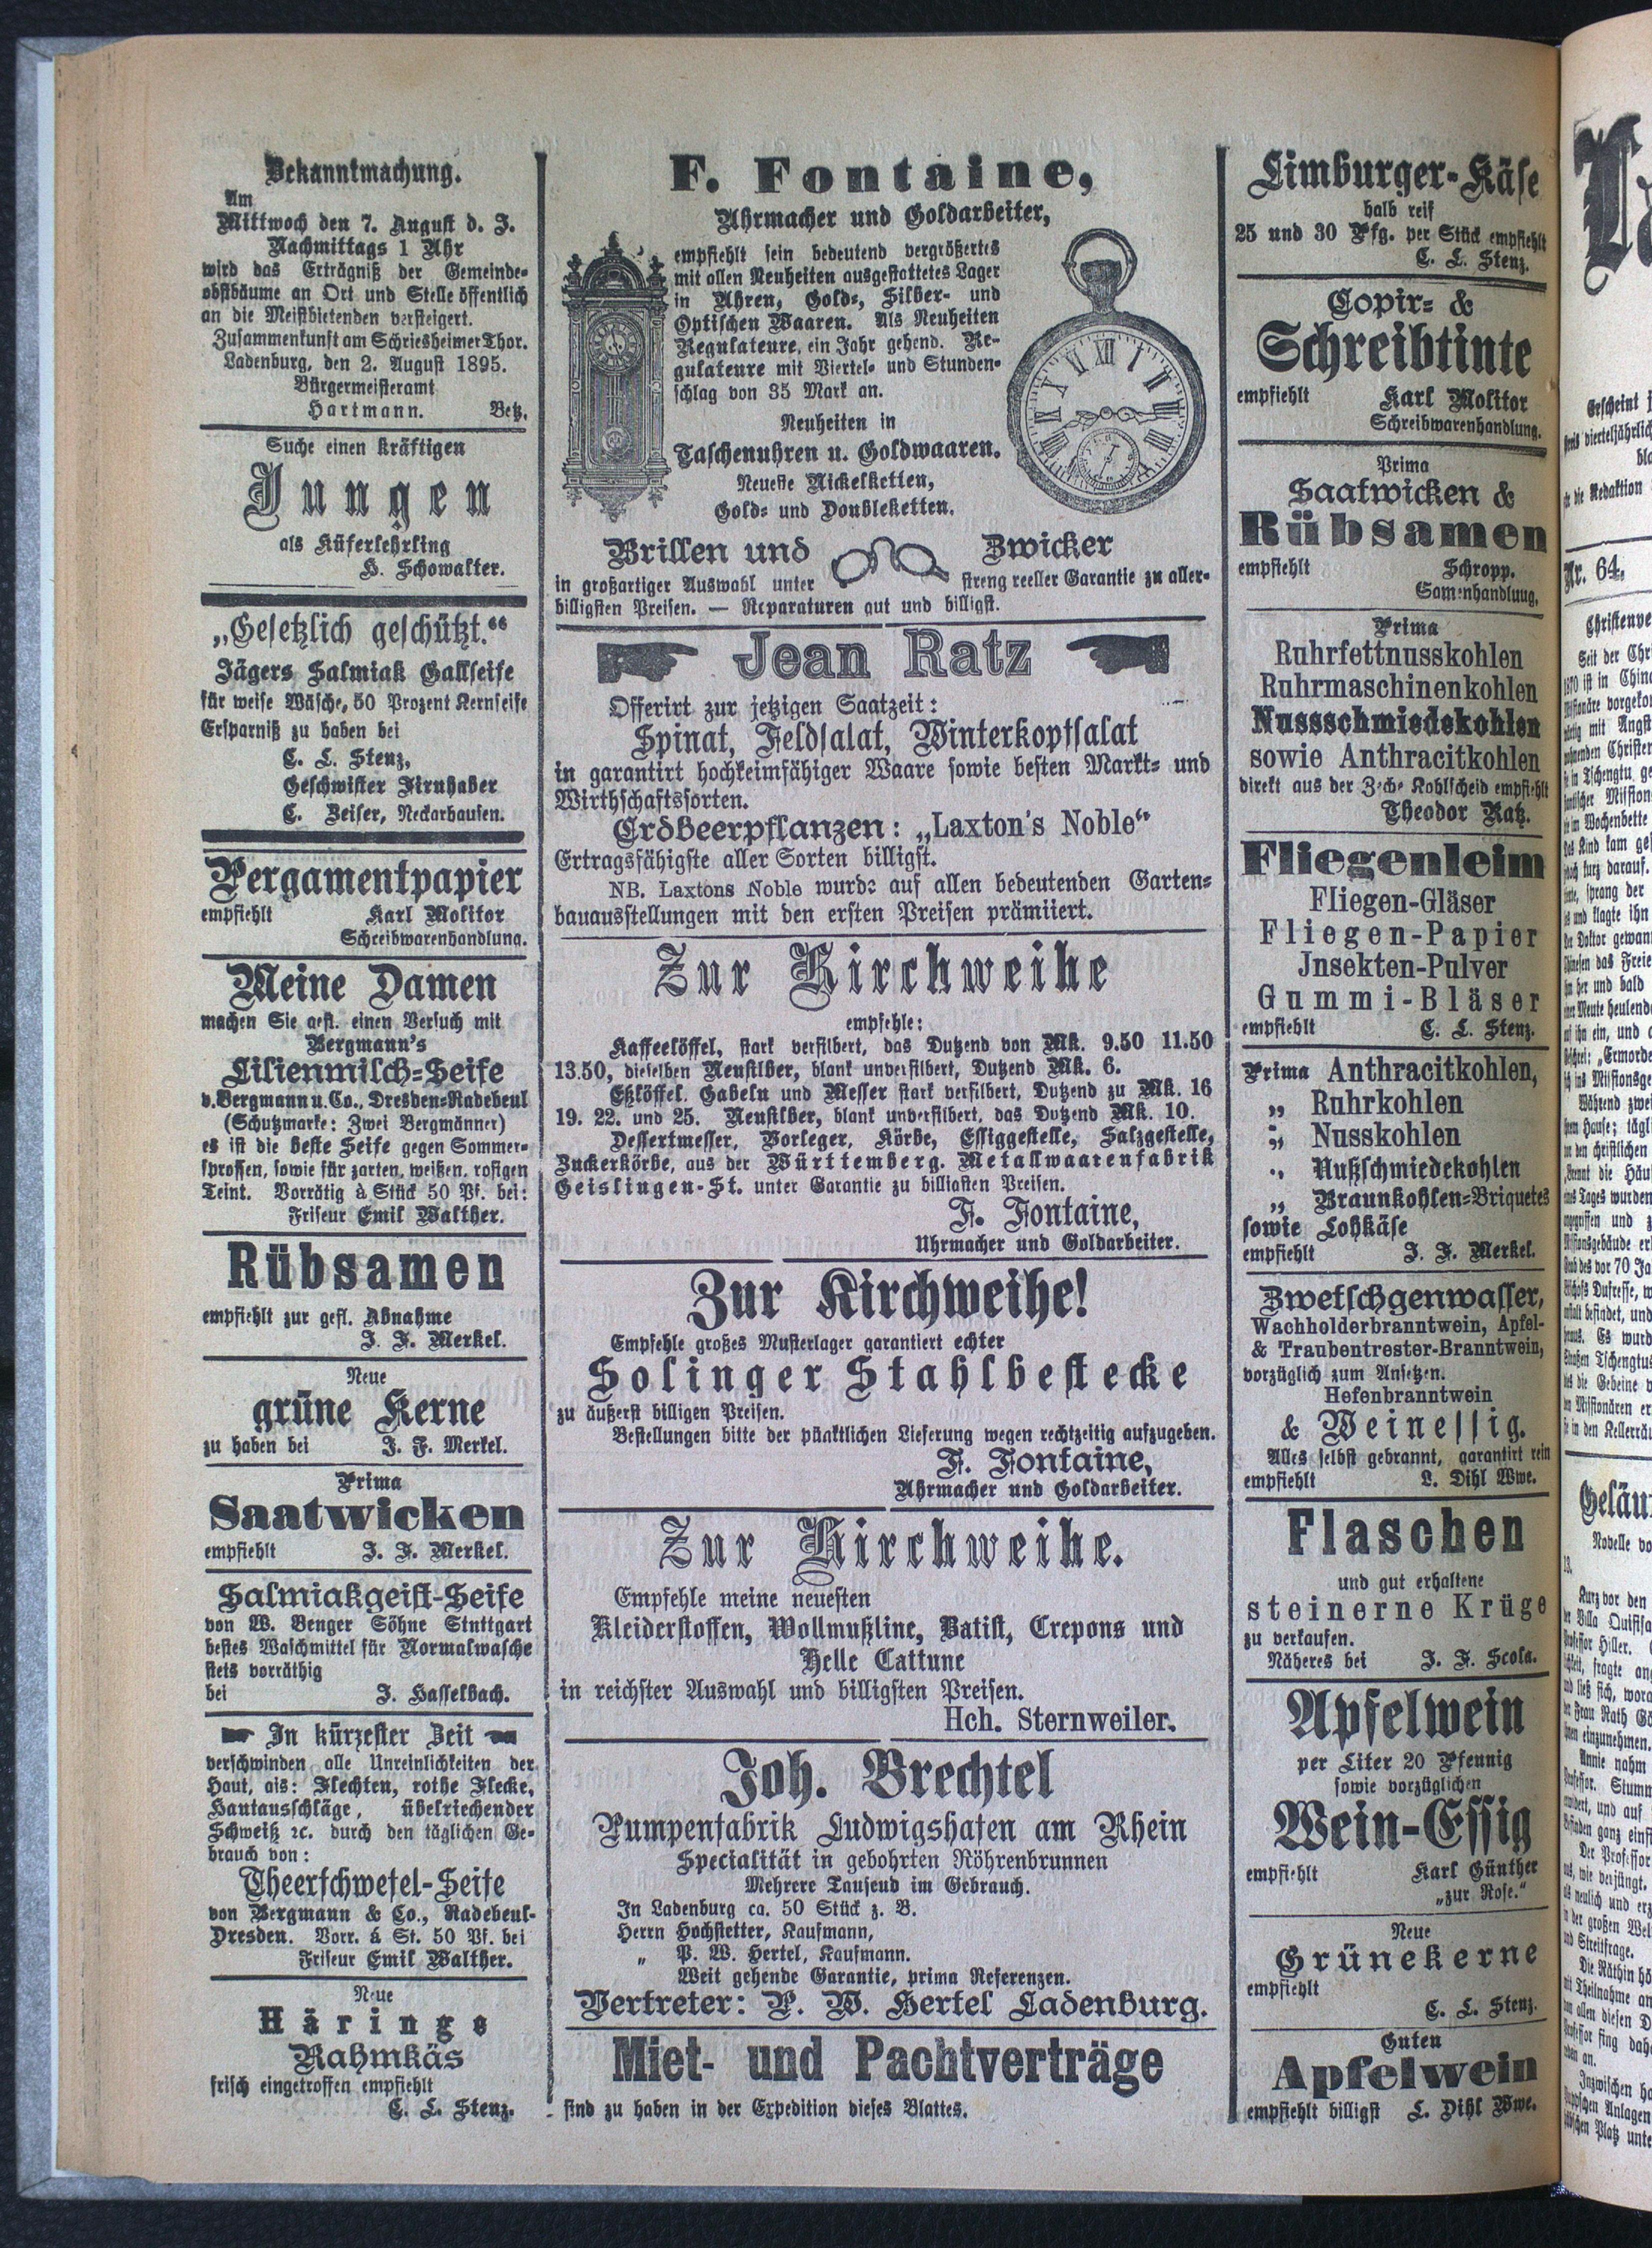 Bekanntmachung.
Am
Mittwoch den 7. August d. J.
Nachmittags 1 Uhr
wird das Erträgniß der Gemeinde-
obstbäume an Ort und Stelle öffentlich
an die Meistbietenden versteigert.
Zusammenkunft am Schriesheimer Thor.
Ladenburg, den 2. August 1895.
Bürgermeisteramt
Hartmann. Betz.
Suche einen kräftigen
Jungen
als Küferlehrling
H. Schowalter.
„Gesetzlich geschützt.“
Jägers Salmiak Gallseife
für weise Wäsche, 50 Prozent Kernseife
Ersparniß zu haben bei
C. L. Stenz,
Geschwister Firnhaber
C. Zeiser, Neckarhausen.
Pergamentpapier
empfiehlt Karl Molitor
Schreibwarenhandlung.
Meine Damen
machen Sie gefl. einen Versuch mit
Bergmann's
Lilienmilch-Seife
v. Bergmann u. Co., Dresden-Radebeul
(Schutzmarke: Zwei Bergmänner)
es ist die beste Seife gegen Sommer-
sprossen, sowie für zarten, weißen, rosigen
Teint. Vorrätig à Stück 50 Pf. bei:
Friseur Emil Walther.
Rübsamen
empfiehlt zur gefl. Abnahme
J. F. Merkel.
Neue
grüne Kerne
zu haben bei J. F. Merkel.
Prima
Saatwicken
empfiehlt J. F. Merkel.
Salmiakgeist-Seife
von W. Benger Söhne Stuttgart
bestes Waschmittel für Normalwasche
stets vorräthig
bei J. Hasselbach.
In kürzester Zeit
verschwinden alle Unreinlichkeiten der
Haut, als: Flechten, rothe Flecke,
Hautausschläge, übelriechender
Schweiß ꝛc. durch den täglichen Ge-
brauch von:
Theerschwefel-Seife
von Bergmann & Co., Radebeul-
Dresden. Vorr. á St. 50 Pf. bei
Friseur Emil Walther.
Neue
Häringe
Rahmkäs
frisch eingetroffen empfiehlt
C. L. Stenz.
F. Fontaine,
Uhrmacher und Goldarbeiter,
empfiehlt sein bedeutend vergrößertes
mit allen Neuheiten ausgestattetes Lager
in Uhren, Gold-, Silber- und
Optischen Waaren. Als Neuheiten
Regulateure, ein Jahr gehend. Re-
gulateure mit Viertel- und Stunden-
schlag von 35 Mark an.
Neuheiten in
Taschenuhren u. Goldwaaren.
Neueste Nickelketten,
Gold- und Doubleketten.
Brillen und Zwicker
in großartiger Auswahl unter streng reeller Garantie zu aller-
billigsten Preisen. — Reparaturen gut und billigst.
Jean Ratz
Offerirt zur jetzigen Saatzeit:
Spinat, Feldsalat, Winterkopfsalat
in garantirt hochkeimfähiger Waare sowie besten Markt- und
Wirthschaftssorten.
Erdbeerpflanzen: „Laxton's Noble“
Ertragsfähigste aller Sorten billigst.
NB. Laxtons Noble wurde auf allen bedeutenden Garten-
bauausstellungen mit den ersten Preisen prämiiert.
Zur Kirchweihe
empfehle:
Kaffeelöffel, stark versilbert, das Dutzend von Mk. 9.50 11.50
13.50, dieselben Neusilber, blank unversilbert, Dutzend Mk. 6.
Eßlöffel, Gabeln und Messer stark versilbert, Dutzend zu Mk. 16
19. 22. und 25. Neusilber, blank unversilbert, das Dutzend Mk. 10.
Dessertmesser, Vorleger, Körbe, Essiggestelle, Salzgestelle,
Zuckerkörbe, aus der Württemberg. Metallwaarenfabrik
Geislingen-St. unter Garantie zu billigsten Preisen.
F. Fontaine,
Uhrmacher und Goldarbeiter.
Zur Kirchweihe!
Empfehle großes Musterlager garantiert echter
Solinger Stahlbestecke
zu äußerst billigen Preisen.
Bestellungen bitte der pünktlichen Lieferung wegen rechtzeitig aufzugeben.
F. Fontaine,
Uhrmacher und Goldarbeiter.
Zur Kirchweihe.
Empfehle meine neuesten
Kleiderstoffen, Wollmußline, Batist, Crepons und
Helle Cattune
in reichster Auswahl und billigsten Preisen.
Hch. Sternweiler.
Joh. Brechtel
Pumpenfabrik Ludwigshafen am Rhein
Specialität in gebohrten Röhrenbrunnen
Mehrere Tausend im Gebrauch.
In Ladenburg ca. 50 Stück z. B.
Herrn Hochstetter, Kaufmann,
„ P. W. Hertel, Kaufmann.
Weit gehende Garantie, prima Referenzen.
Vertreter: P. W. Hertel Ladenburg.
Miet- und Pachtverträge
sind zu haben in der Expedition dieses Blattes.
Limburger-Käse
halb reif
25 und 30 Pfg. per Stück empfiehlt
C. L. Stenz.
Copir- &
Schreibtinte
empfiehlt Karl Molitor
Schreibwarenhandlung.
Prima
Saatwicken &
Rübsamen
empfiehlt Schropp.
Samenhandluug.
Prima
Ruhrfettnusskohlen
Ruhrmaschinenkohlen
Nussschmiedekohlen
sowie Anthracitkohlen
direkt aus der Zeche Kohlscheid empfiehlt
Theodor Ratz.
Fliegenleim
Fliegen-Gläser
Fliegen-Papier
Jnsekten-Pulver
Gummi-Bläser
empfiehlt C. L. Stenz.
Prima Anthracitkohlen,
„ Ruhrkohlen
„ Nusskohlen
„ Nußschmiedekohlen
„ Braunkohlen-Briquetes
sowie Lohkäse
empfiehlt J. F. Merkel.
Zwetschgenwasser,
Wachholderbranntwein, Apfel-
& Traubentrester-Branntwein,
vorzüglich zum Ansetzen.
Hefenbranntwein
& Weinessig.
Alles selbst gebrannt, garantirt rein
empfiehlt L. Dihl Wwe.
Flaschen
und gut erhaltene
steinerne Krüge
zu verkaufen.
Näheres bei J. F. Scola.
Apfelwein
per Liter 20 Pfennig
sowie vorzüglichen
Wein-Essig
empfiehlt Karl Günther
„zur Rose.“
Neue
Grünekerne
empfiehlt
C. L. Stenz.
Guten
Apfelwein
empfiehlt billigst L. Dihl Wwe.
Nr. 64.